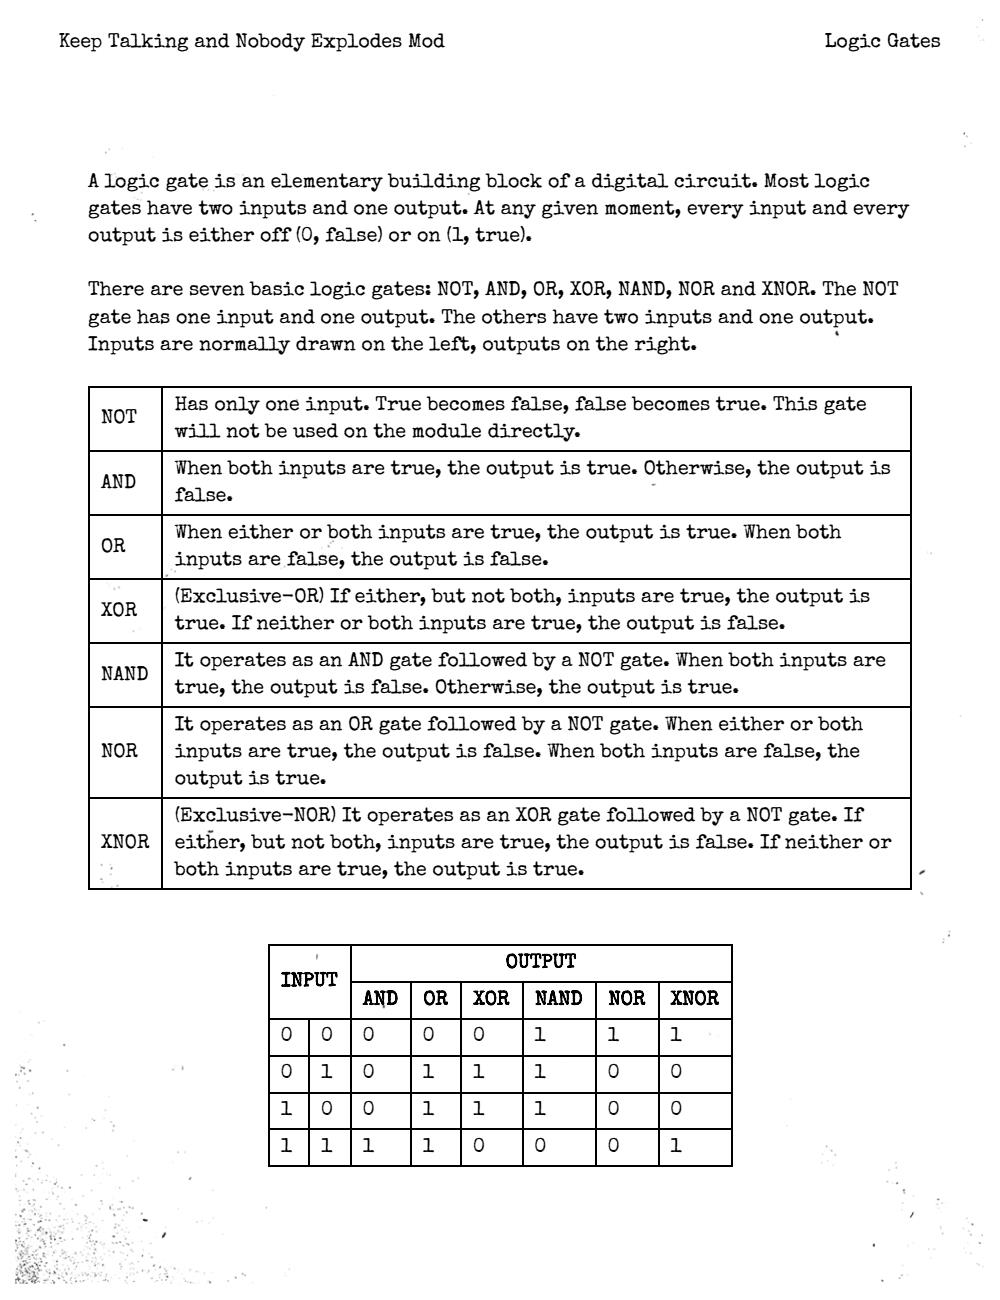 Keep Talking and Nobody Explodes Mod
Logic Gates
A logic gate is an elementary building block of a digital circuit. Most logic
gates have two inputs and one output. At any given moment, every input and every
output is either off (0, false) or on (1, true).
There are seven basic logic gates: NOT, AND, OR, XOR, NAND, NOR and XNOR. The NOT
gate has one input and one output. The others have two inputs and one output.
Inputs are normally drawn on the left, outputs on the right.
NOT
Has only one input. True becomes false, false becomes true. This gate
will not be used on the module directly.
AND
When both inputs are true, the output is true. Otherwise, the output is
false.
OR
When either or both inputs are true, the output is true. When both
inputs are false, the output is false.
XOR
(Exclusive-OR) If either, but not both, inputs are true, the output is
true. If neither or both inputs are true, the output is false.
NAND
It operates as an AND gate followed by a NOT gate. When both inputs are
true, the output is false. Otherwise, the output is true.
NOR
It operates as an OR gate followed by a NOT gate. When either or both
inputs are true, the output is false. When both inputs are false, the
output is true.
XNOR
(Exclusive-NOR) It operates as an XOR gate followed by a NOT gate. If
either, but not both, inputs are true, the output is false. If neither or
both inputs are true, the output is true.
INPUT
OUTPUT
AND OR XOR NAND NOR XNOR
0 0 0 0 0 1 1 1
0 1 0 1 1 1 0 0
1 0 0 1 1 1 0 0
1 1 1 1 0 0 0 1